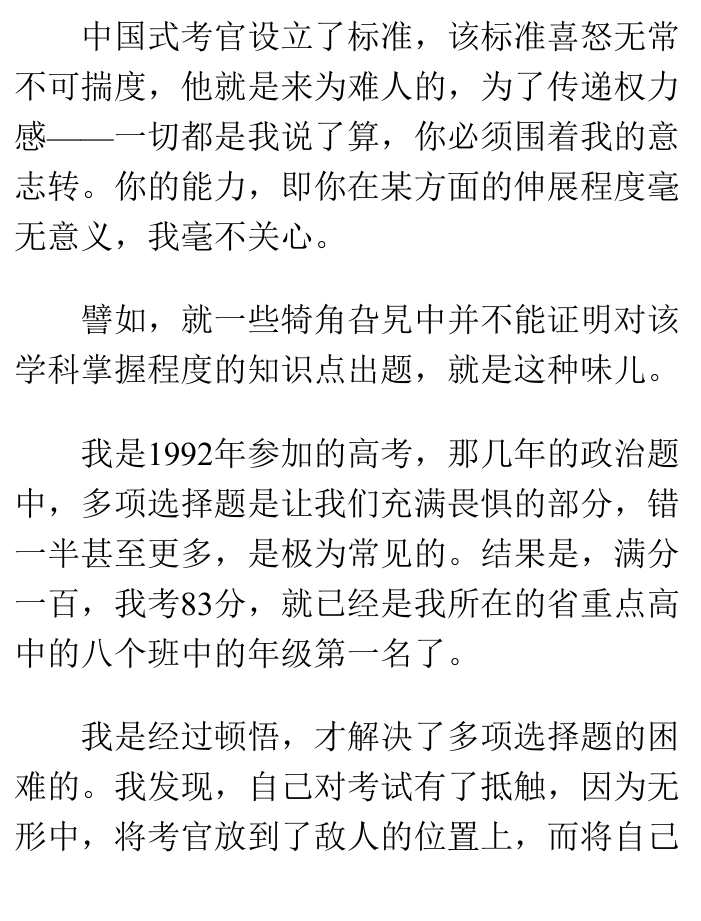 中国式考官设立了标准，该标准喜怒无常
不可揣度，他就是来为难人的，为了传递权力
感——一切都是我说了算，你必须围着我的意
志转。你的能力，即你在某方面的伸展程度毫
无意义，我毫不关心。
譬如，就一些犄角旮旯中并不能证明对该
学科掌握程度的知识点出题，就是这种味儿。
我是1992年参加的高考，那几年的政治题
中，多项选择题是让我们充满畏惧的部分，错
一半甚至更多，是极为常见的。结果是，满分
一百，我考83分，就已经是我所在的省重点高
中的八个班中的年级第一名了。
我是经过顿悟，才解决了多项选择题的困
难的。我发现，自己对考试有了抵触，因为无
形中，将考官放到了敌人的位置上，而将自己